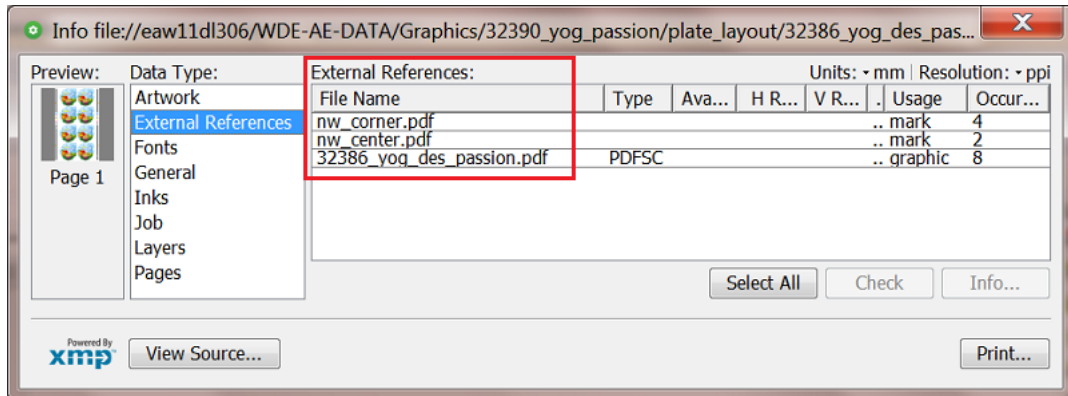 Info file://eaw11dl306/WDE-AE-DATA/Graphics/32390_yog_passion/plate_layout/32386_yog_des_pas...
Preview: Data Type: External References: Units: mm | Resolution: ppi
Artwork File Name Type Ava... H R... V R... . Usage Occur...
External References nw_corner.pdf .. mark 4
nw_center.pdf .. mark 2
Fonts 32386_yog_des_passion.pdf PDFSC .. graphic 8
Page 1 General
Inks
Job
Layers
Pages
Select All Check Info...
Powered By
xmp View Source... Print...